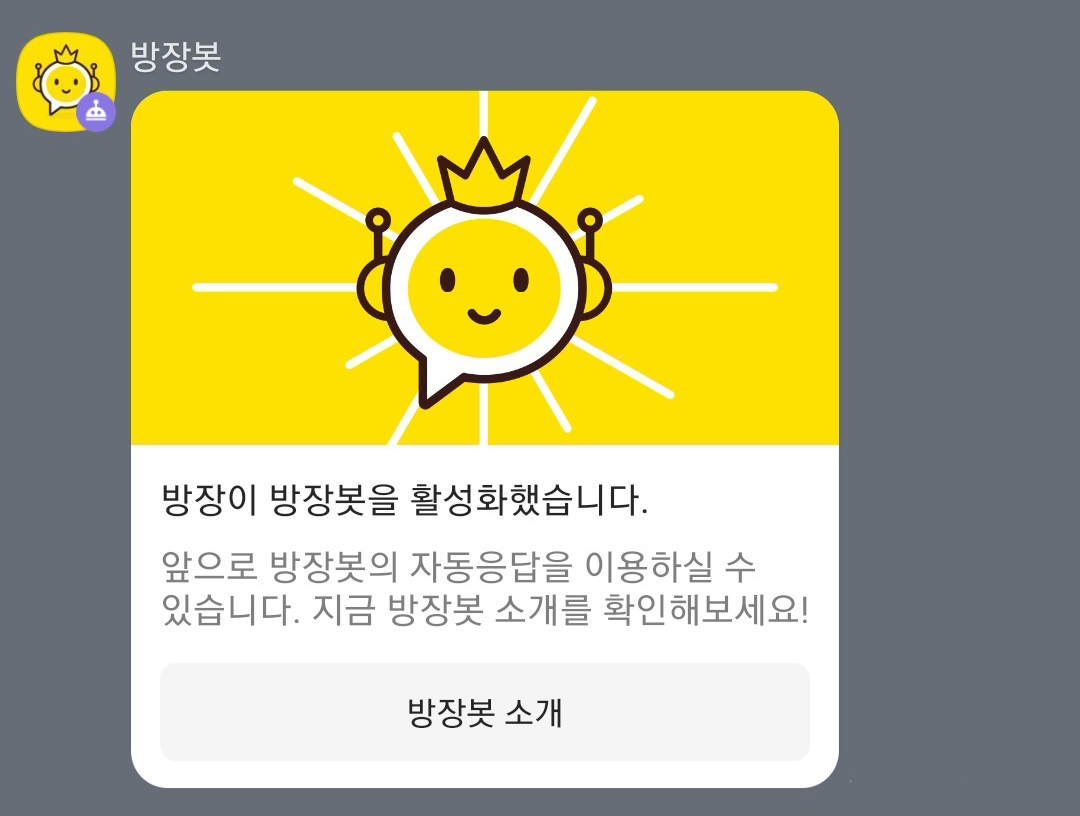 방장봇
방장이 방장봇을 활성화했습니다.
앞으로 방장봇의 자동응답을 이용하실 수
있습니다. 지금 방장봇 소개를 확인해보세요!
방장봇 소개